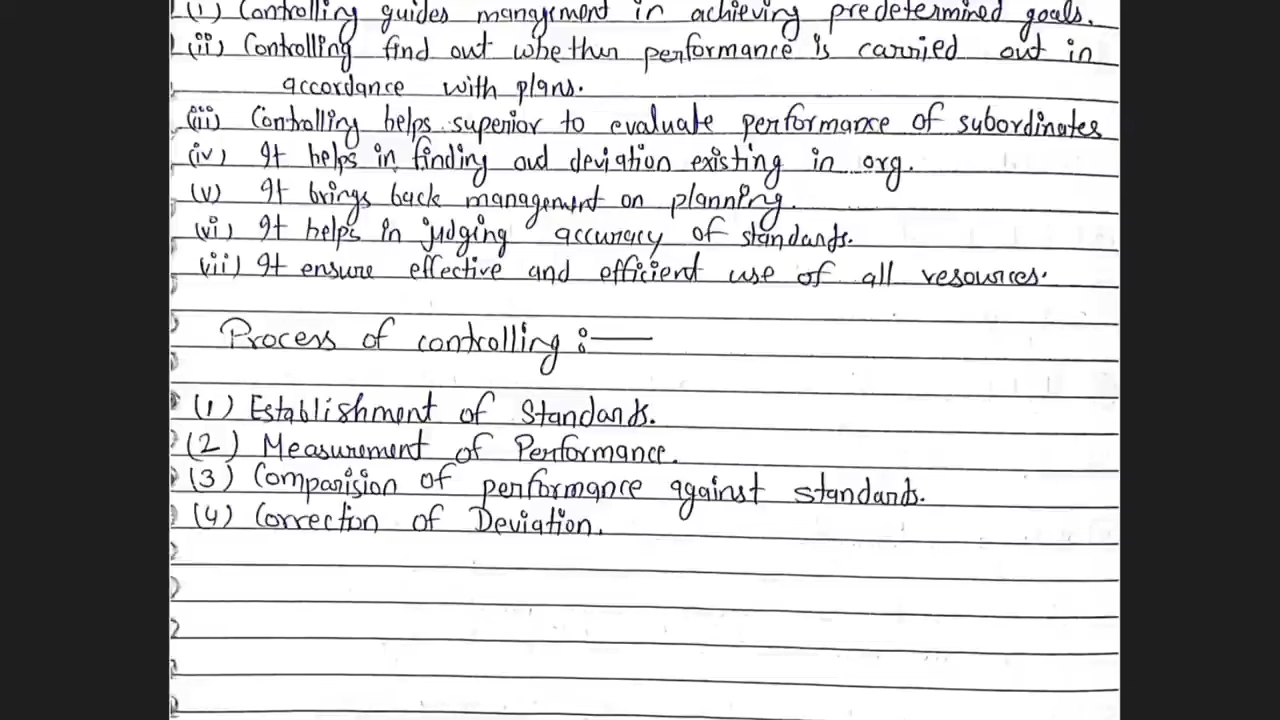 (i) Controlling guides management in achieving predetermined goals.
(ii) Controlling find out whether performance is carried out in
accordance with plans.
(iii) Controlling helps superior to evaluate performance of subordinates
(iv) It helps in finding out deviation existing in org.
(v) It brings back management on planning.
(vi) It helps in judging accuracy of standards.
(vii) It ensure effective and efficient use of all resources.
Process of controlling :—
(1) Establishment of Standards.
(2) Measurement of Performance.
(3) Comparision of performance against standards.
(4) Correction of Deviation.